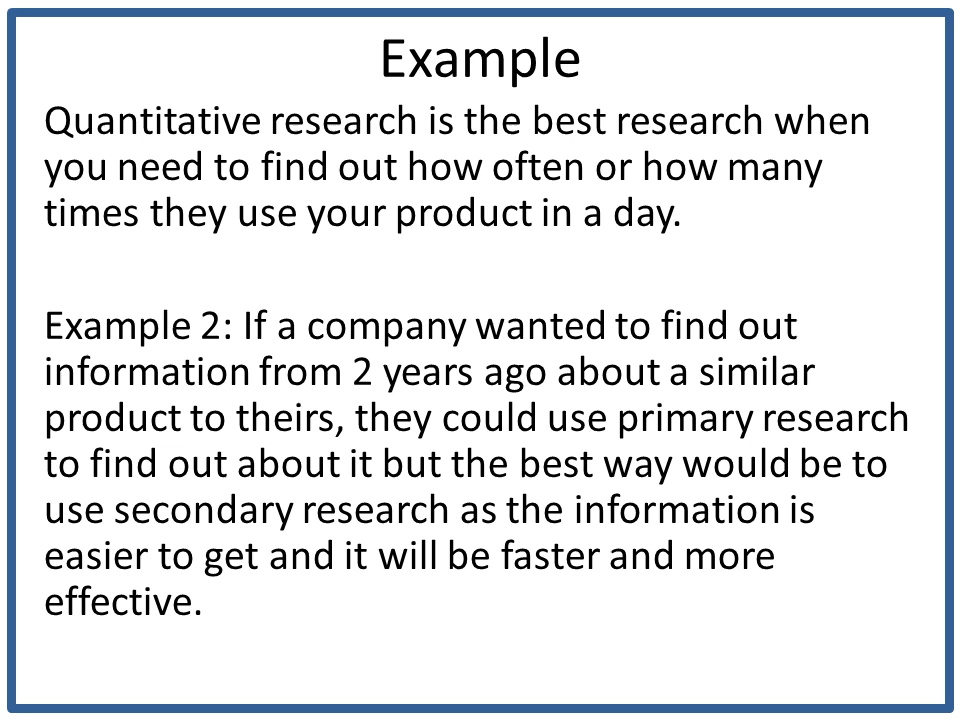 Example
Quantitative research is the best research when
you need to find out how often or how many
times they use your product in a day.
Example 2: If a company wanted to find out
information from 2 years ago about a similar
product to theirs, they could use primary research
to find out about it but the best way would be to
use secondary research as the information is
easier to get and it will be faster and more
effective.